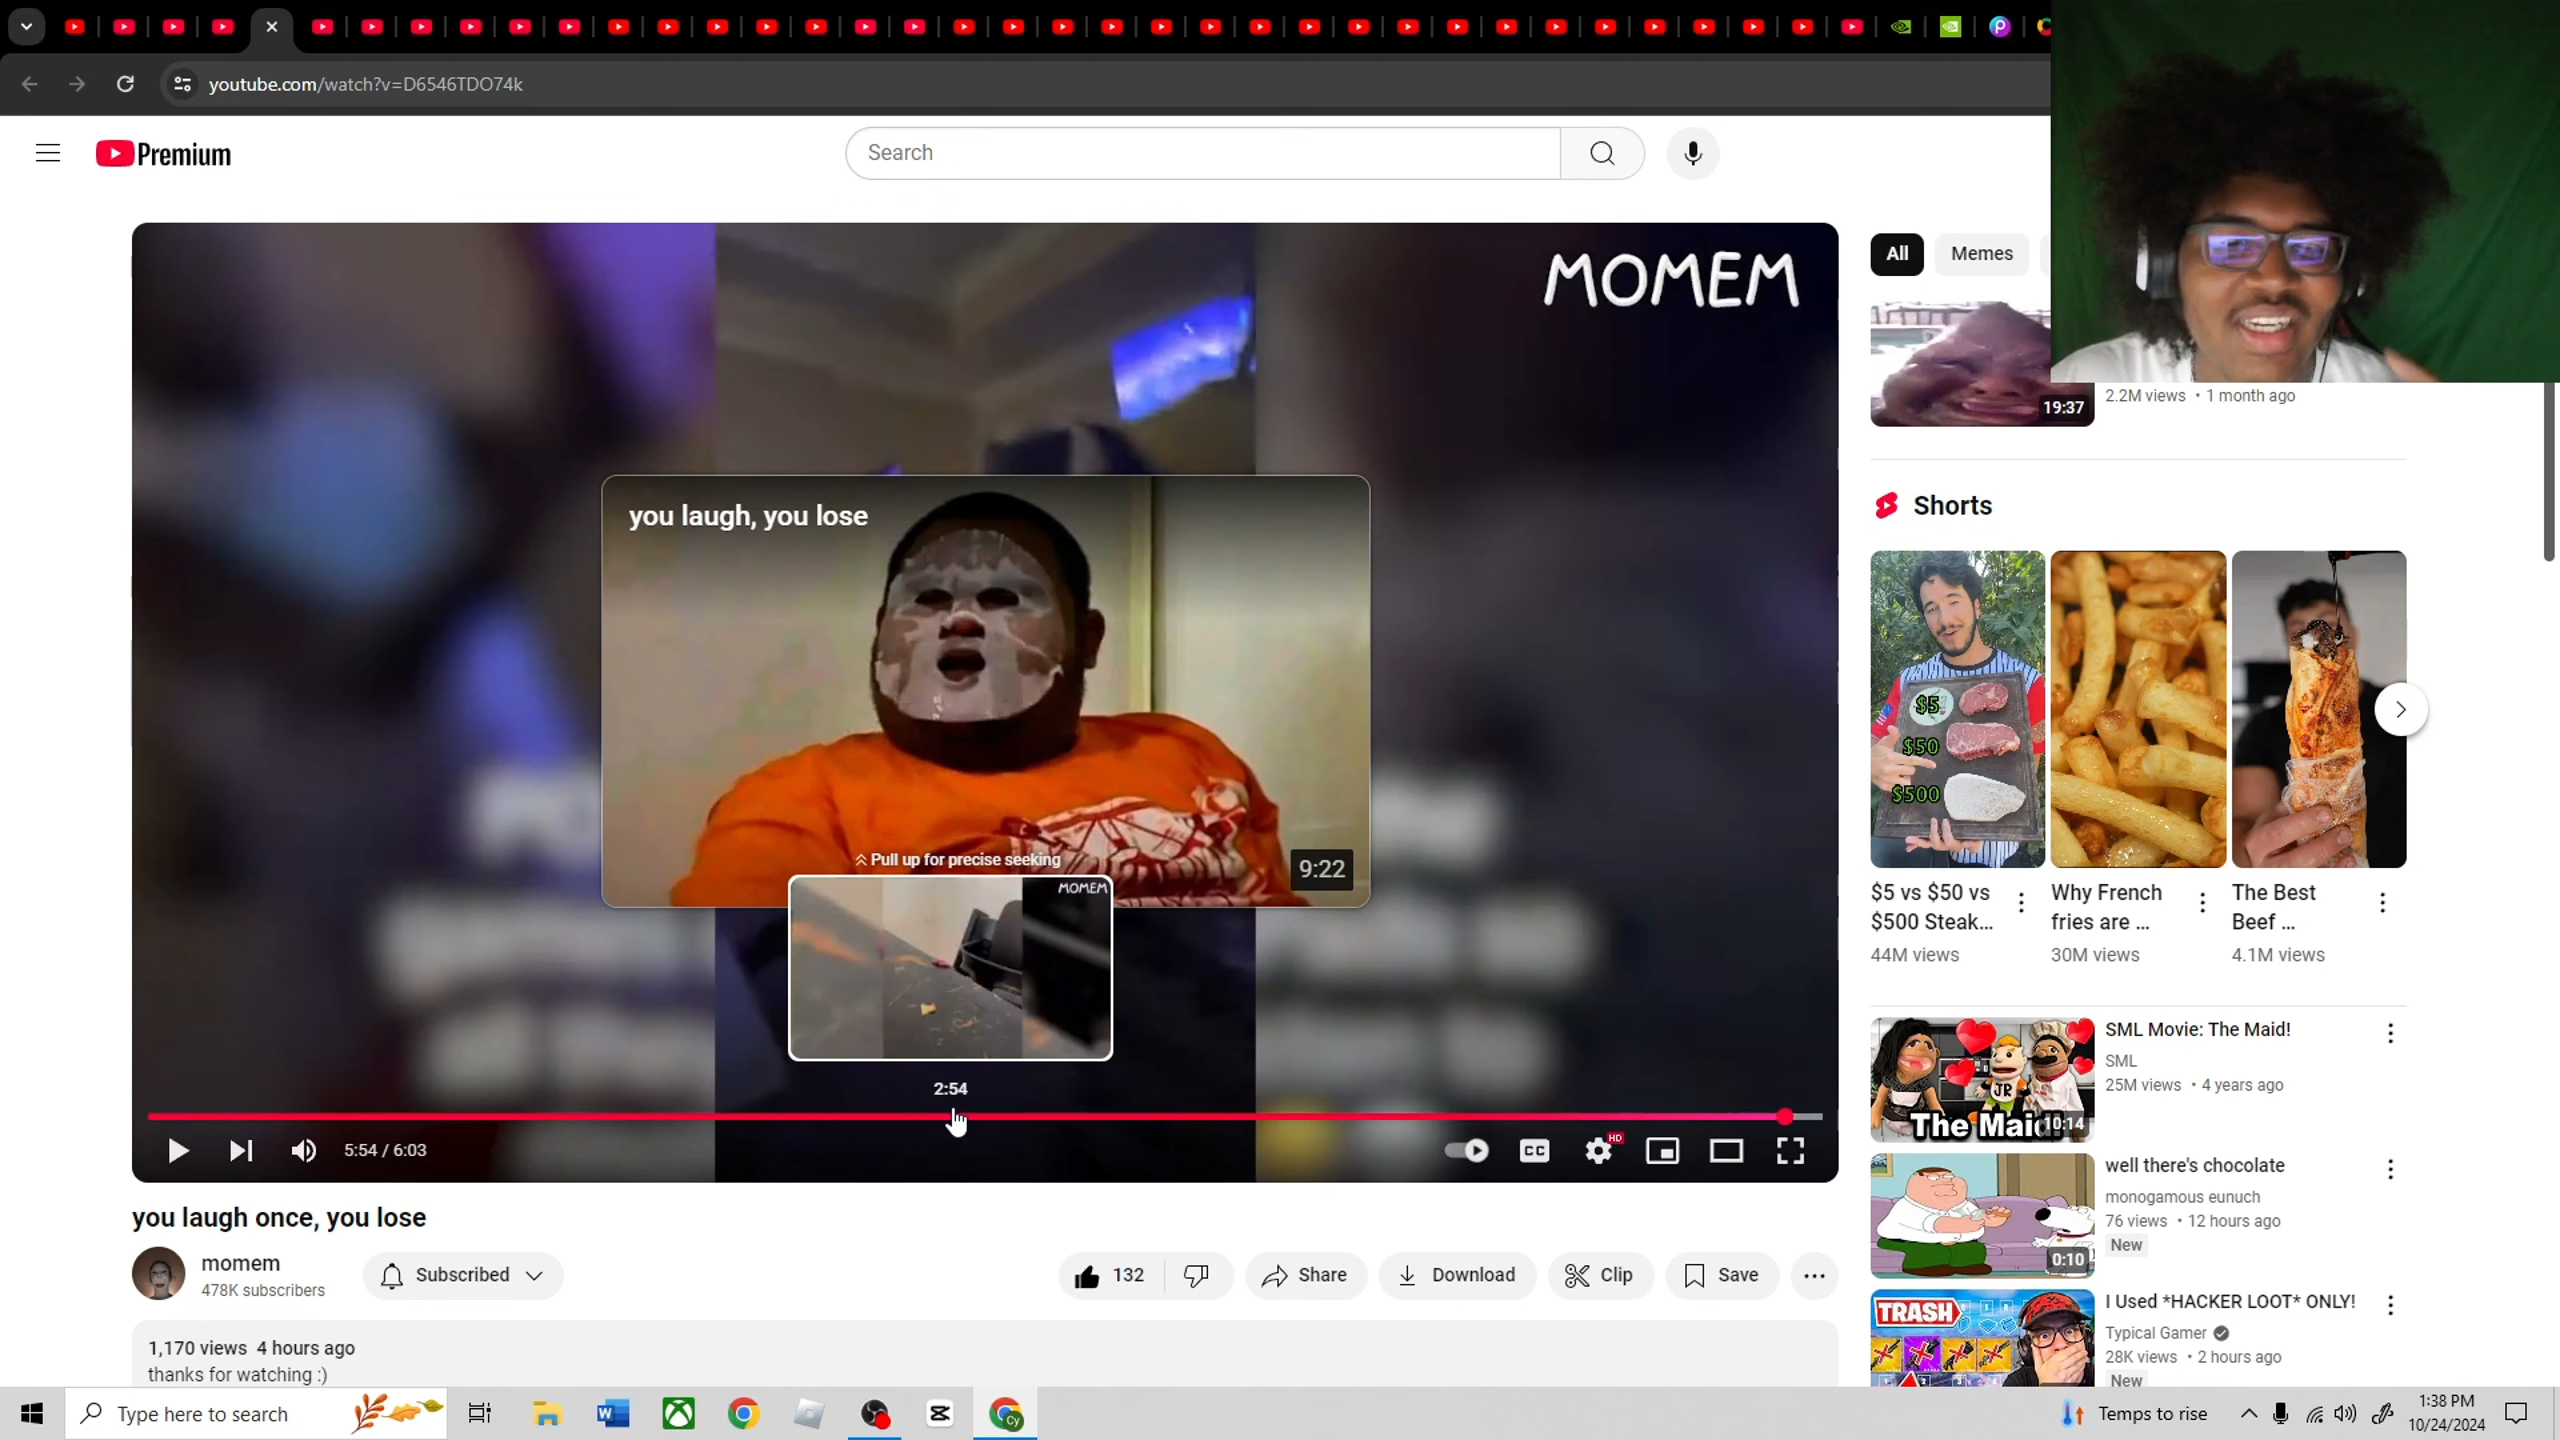 youtube.com/watch?v=D6546TDO74k
Premium
Search
MOMEM
you laugh, you lose
9:22
Pull up for precise seeking
MOMEM
2:54
5:54 / 6:03
HD
CC
you laugh once, you lose
momem
478K subscribers
Subscribed
132
Share
Download
Clip
Save
1,170 views 4 hours ago
thanks for watching :)
All
Memes
19:37
2.2M views • 1 month ago
Shorts
$5
$50
$500
$5 vs $50 vs
$500 Steak...
44M views
Why French
fries are ...
30M views
The Best
Beef ...
4.1M views
JR
The Maid!
10:14
SML Movie: The Maid!
SML
25M views • 4 years ago
0:10
well there's chocolate
monogamous eunuch
76 views • 12 hours ago
New
TRASH
I Used *HACKER LOOT* ONLY!
Typical Gamer
28K views • 2 hours ago
New
Type here to search
Cy
Temps to rise
1:38 PM
10/24/2024